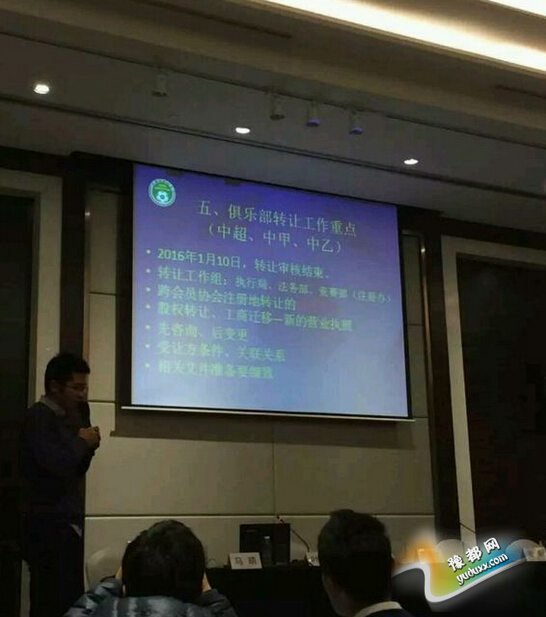 五、俱乐部转让工作重点
（中超、中甲、中乙）
• 2016年1月10日，转让审核结束。
• 转让工作组：执行局、法务部、竞赛部（注册办）
• 跨会员协会注册地转让的
• 股权转让、工商迁移—新的营业执照
• 先咨询、后变更
• 受让方条件、关联关系
• 相关文件准备要细致
豫都网
yuduxx.com